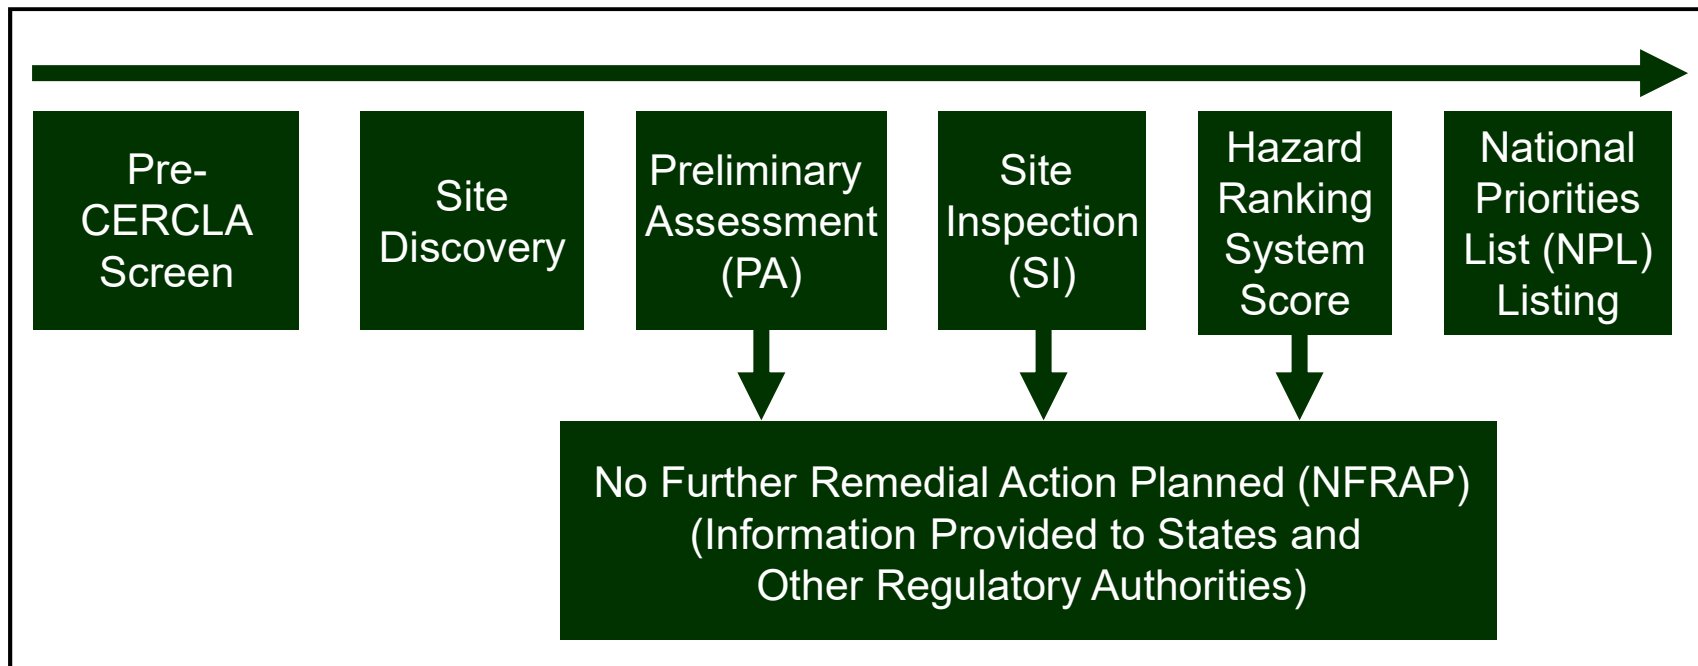 Pre-
CERCLA
Screen
Site
Discovery
Preliminary
Assessment
(PA)
Site
Inspection
(SI)
Hazard
Ranking
System
Score
National
Priorities
List (NPL)
Listing
No Further Remedial Action Planned (NFRAP)
(Information Provided to States and
Other Regulatory Authorities)